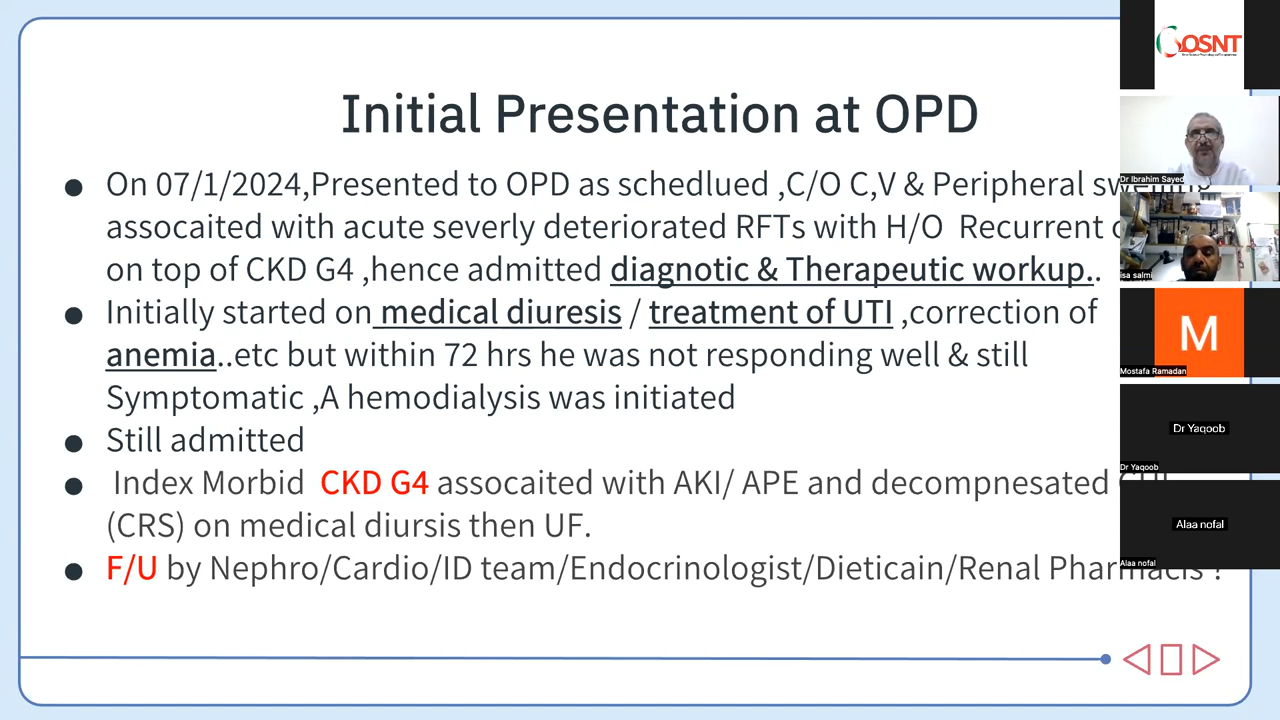 OSNT
Initial Presentation at OPD
● On 07/1/2024,Presented to OPD as schedlued ,C/O C,V & Peripheral swelling
assocaited with acute severly deteriorated RFTs with H/O Recurrent
on top of CKD G4 ,hence admitted diagnotic & Therapeutic workup..
● Initially started on medical diuresis / treatment of UTI ,correction of
anemia..etc but within 72 hrs he was not responding well & still
Symptomatic ,A hemodialysis was initiated
● Still admitted
● Index Morbid CKD G4 assocaited with AKI/ APE and decompnesated
(CRS) on medical diursis then UF.
● F/U by Nephro/Cardio/ID team/Endocrinologist/Dieticain/Renal Pharmacis ?
Dr Ibrahim Sayed
isa salmi
M
Mostafa Ramadan
Dr Yaqoob
Dr Yaqoob
Alaa nofal
Alaa nofal